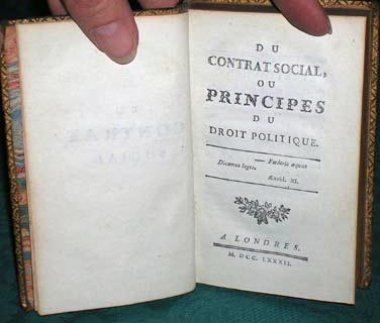 DU
CONTRAT SOCIAL,
OU
PRINCIPES
DU
DROIT POLITIQUE.
— Fœderis æquas
Dicamus leges.
Æneid. XI.
A LONDRES.
M. DCC. LXXXII.